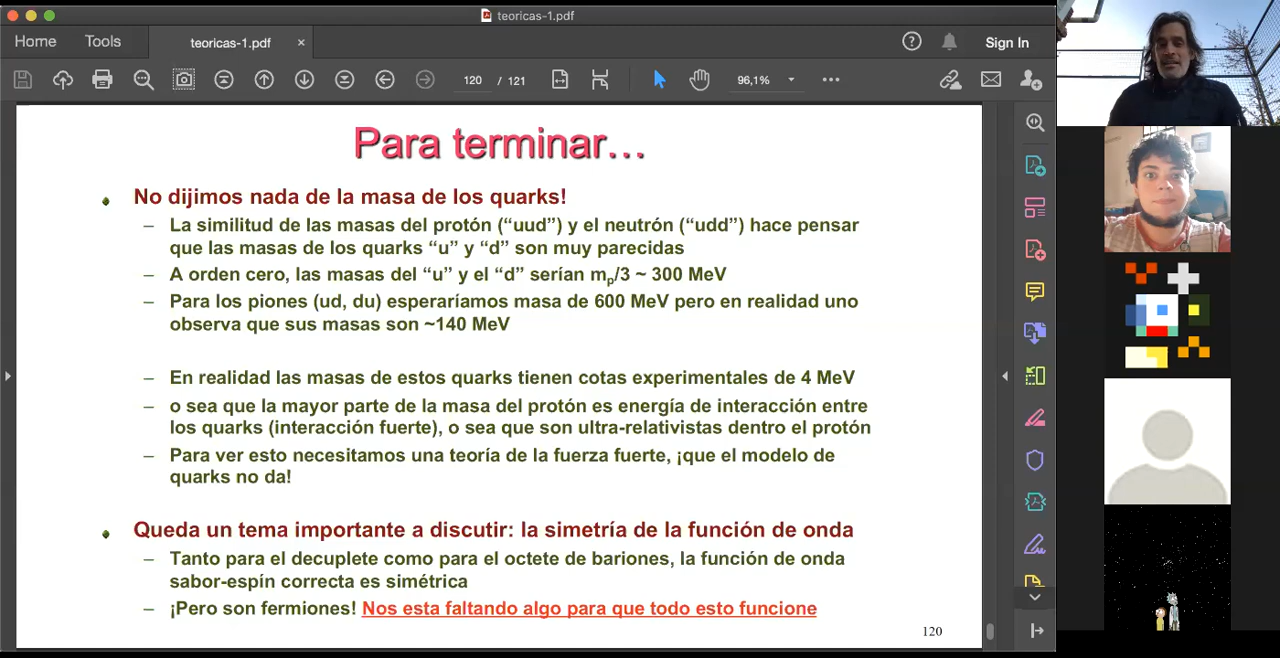 teoricas-1.pdf
Home
Tools
teoricas-1.pdf
×
Sign In
120 / 121
96,1%
Para terminar...
No dijimos nada de la masa de los quarks!
– La similitud de las masas del protón (“uud”) y el neutrón (“udd”) hace pensar
que las masas de los quarks “u” y “d” son muy parecidas
– A orden cero, las masas del “u” y el “d” serían mp/3 ~ 300 MeV
– Para los piones (ud, du) esperaríamos masa de 600 MeV pero en realidad uno
observa que sus masas son ~140 MeV
– En realidad las masas de estos quarks tienen cotas experimentales de 4 MeV
– o sea que la mayor parte de la masa del protón es energía de interacción entre
los quarks (interacción fuerte), o sea que son ultra-relativistas dentro el protón
– Para ver esto necesitamos una teoría de la fuerza fuerte, ¡que el modelo de
quarks no da!
Queda un tema importante a discutir: la simetría de la función de onda
– Tanto para el decuplete como para el octete de bariones, la función de onda
sabor-espín correcta es simétrica
– ¡Pero son fermiones! Nos esta faltando algo para que todo esto funcione
120